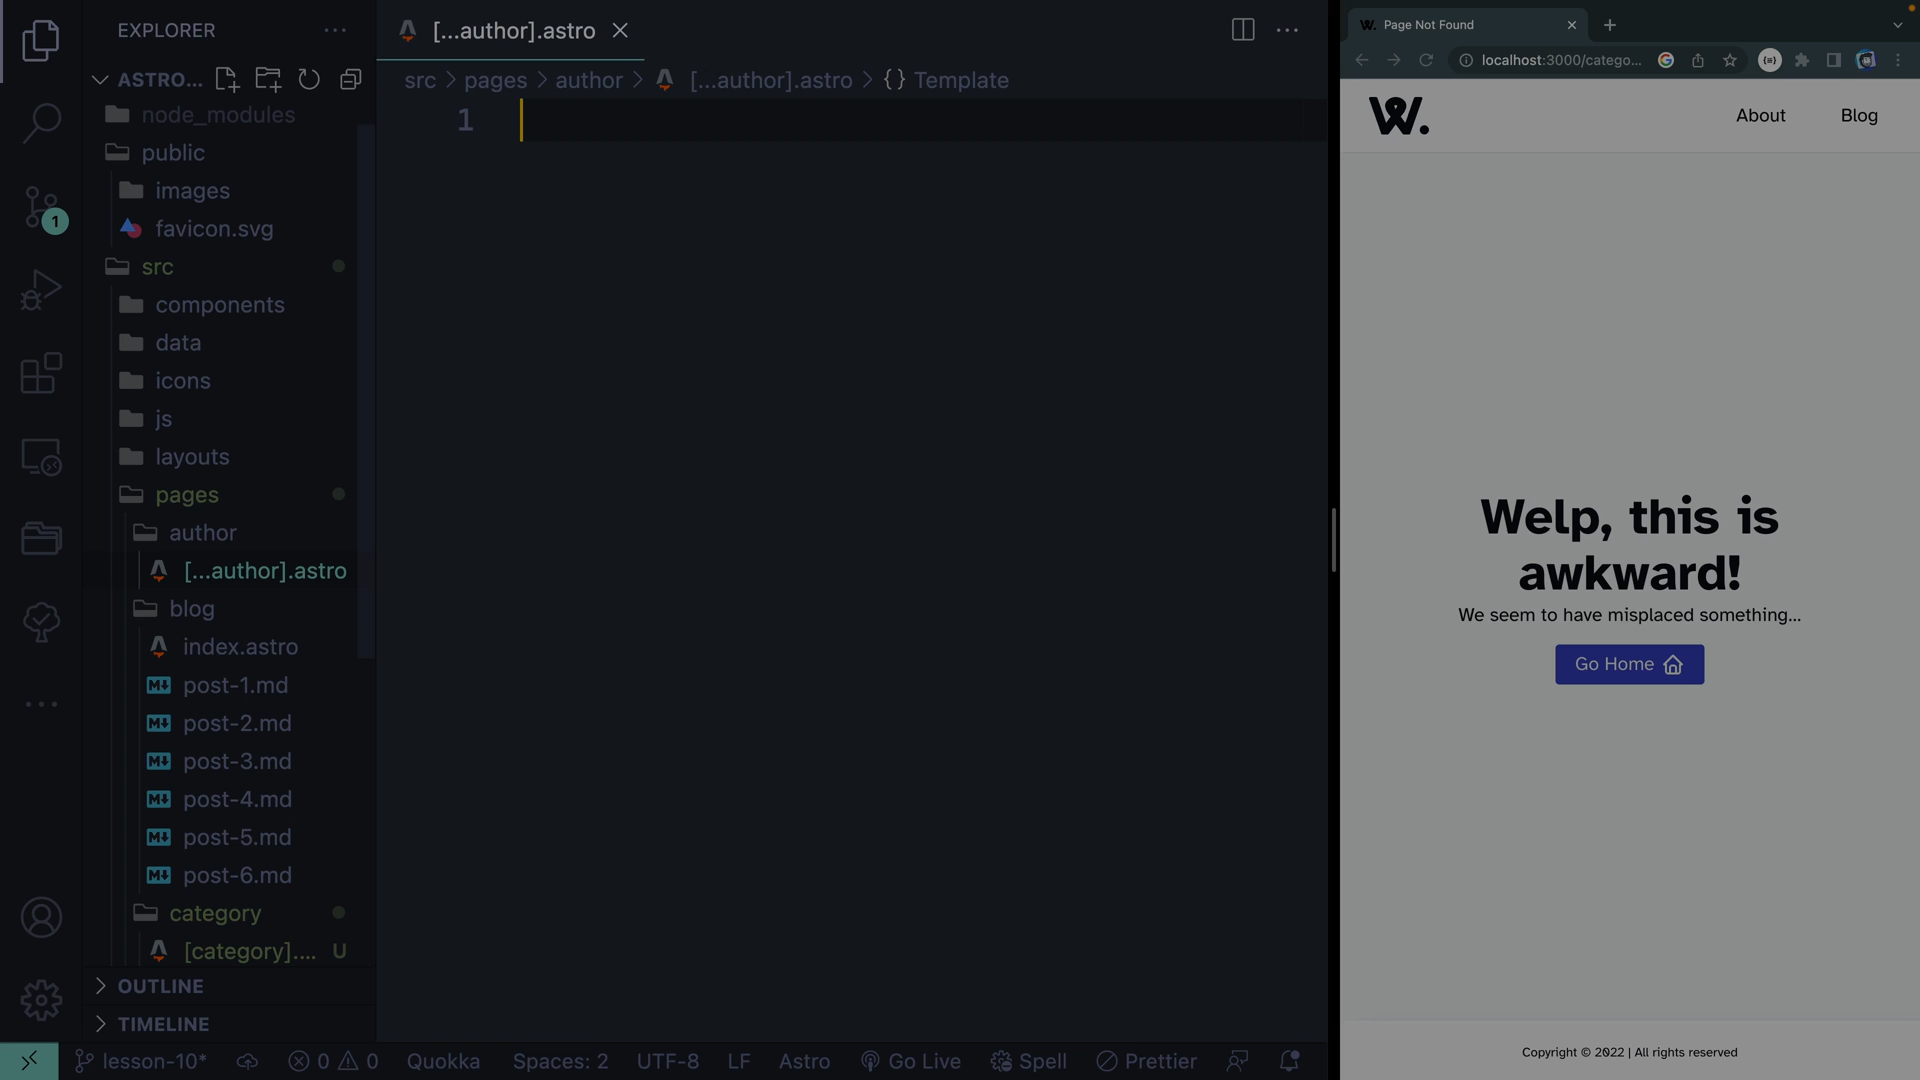 EXPLORER
ASTRO...
node_modules
public
images
favicon.svg
src
components
data
icons
js
layouts
pages
author
[...author].astro
blog
index.astro
post-1.md
post-2.md
post-3.md
post-4.md
post-5.md
post-6.md
category
[category].... U
OUTLINE
TIMELINE
1
[...author].astro
src > pages > author > [...author].astro > {} Template
1
lesson-10* 0 0 Quokka Spaces: 2 UTF-8 LF Astro Go Live Spell Prettier
Page Not Found
localhost:3000/catego...
W.
About Blog
Welp, this is
awkward!
We seem to have misplaced something...
Go Home
Copyright © 2022 | All rights reserved